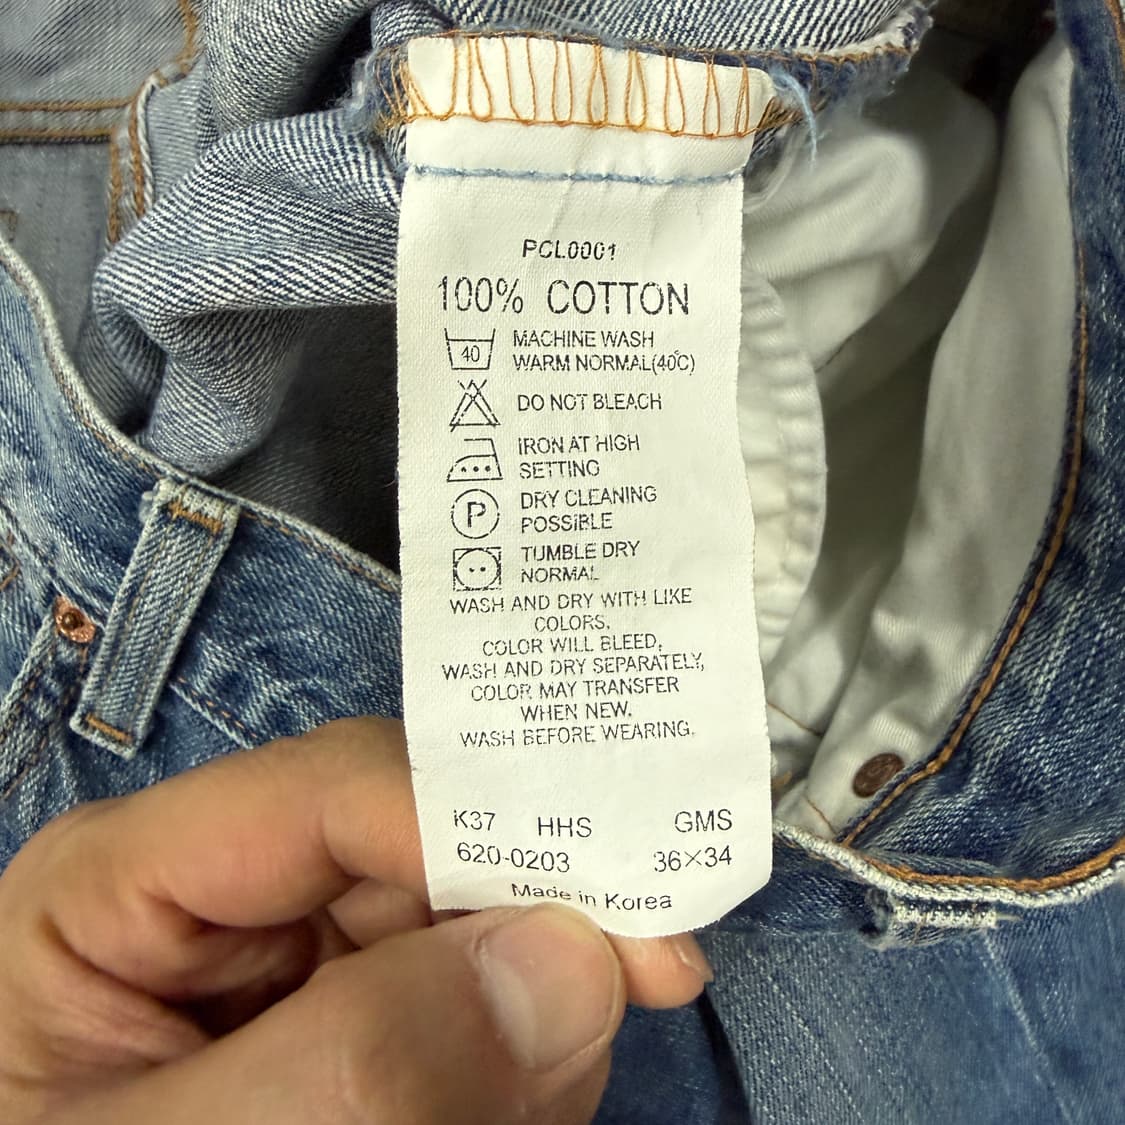 PCL0001
100% COTTON
40
MACHINE WASH
WARM NORMAL(40°C)
DO NOT BLEACH
IRON AT HIGH
SETTING
P
DRY CLEANING
POSSIBLE
TUMBLE DRY
NORMAL
WASH AND DRY WITH LIKE
COLORS.
COLOR WILL BLEED,
WASH AND DRY SEPARATELY,
COLOR MAY TRANSFER
WHEN NEW.
WASH BEFORE WEARING.
K37 HHS GMS
620-0203 36×34
Made in Korea